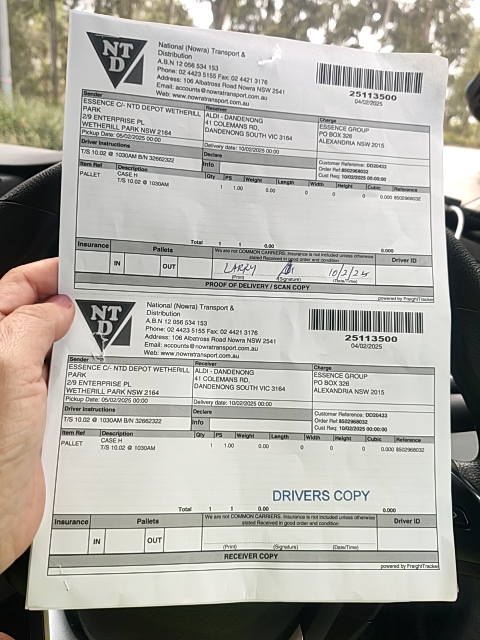 NT
D
National (Nowra) Transport &
Distribution
A.B.N 12 056 534 153
Phone: 02 4423 5155 Fax: 02 4421 3176
Address: 106 Albatross Road Nowra NSW 2541
Email: accounts@nowratransport.com.au
Web: www.nowratransport.com.au
25113500
04/02/2025
Sender Receiver Charge
ESSENCE C/- NTD DEPOT WETHERILL ALDI - DANDENONG ESSENCE GROUP
PARK 41 COLEMANS RD, PO BOX 326
2/9 ENTERPRISE PL DANDENONG SOUTH VIC 3164 ALEXANDRIA NSW 2015
WETHERILL PARK NSW 2164
Pickup Date: 05/02/2025 00:00:00 Delivery date: 10/02/2025 00:00:00
Driver Instructions Declare Customer Reference: DD20433
T/S 10.02 @ 1030AM B/N 32662322 Info Order Ref: 8502968032
Cust Req: 10/02/2025 00:00:00
Item Ref Description Qty PS Weight Length Width Height Cubic Reference
PALLET CASE H 1 1.00 0.00 0 0 0 0.000 8502968032
T/S 10.02 @ 1030AM
Total 1 1 0.00 0.000
Insurance Pallets We are not COMMON CARRIERS. Insurance is not included unless otherwise Driver ID
stated Received in good order and condition
IN OUT LARRY 10/2/25
(Print) (Signature) (Date/Time)
PROOF OF DELIVERY / SCAN COPY
powered by FreightTracker
NT
D
National (Nowra) Transport &
Distribution
A.B.N 12 056 534 153
Phone: 02 4423 5155 Fax: 02 4421 3176
Address: 106 Albatross Road Nowra NSW 2541
Email: accounts@nowratransport.com.au
Web: www.nowratransport.com.au
25113500
04/02/2025
Sender Receiver Charge
ESSENCE C/- NTD DEPOT WETHERILL ALDI - DANDENONG ESSENCE GROUP
PARK 41 COLEMANS RD, PO BOX 326
2/9 ENTERPRISE PL DANDENONG SOUTH VIC 3164 ALEXANDRIA NSW 2015
WETHERILL PARK NSW 2164
Pickup Date: 05/02/2025 00:00:00 Delivery date: 10/02/2025 00:00:00
Driver Instructions Declare Customer Reference: DD20433
T/S 10.02 @ 1030AM B/N 32662322 Info Order Ref: 8502968032
Cust Req: 10/02/2025 00:00:00
Item Ref Description Qty PS Weight Length Width Height Cubic Reference
PALLET CASE H 1 1.00 0.00 0 0 0 0.000 8502968032
T/S 10.02 @ 1030AM
DRIVERS COPY
Total 1 1 0.00 0.000
Insurance Pallets We are not COMMON CARRIERS. Insurance is not included unless otherwise Driver ID
stated Received in good order and condition
IN OUT
(Print) (Signature) (Date/Time)
RECEIVER COPY
powered by FreightTracker